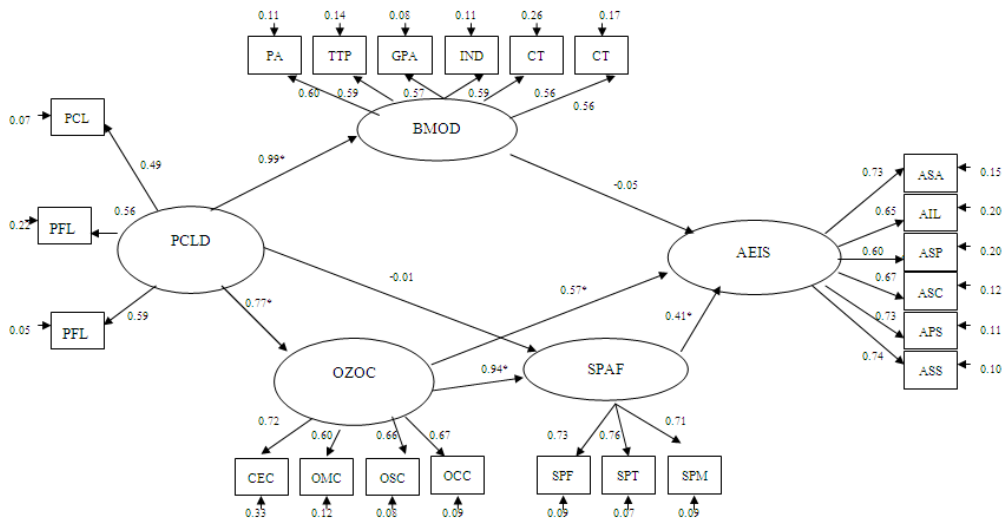 0.11 0.14 0.08 0.11 0.26 0.17
PA TTP GPA IND CT CT
0.60 0.59 0.57 0.59 0.56 0.56
0.07 PCL
BMOD
0.49 0.99*
-0.05
0.73 ASA 0.15
0.65 AIL 0.20
0.22 PFL 0.56
PCLD
AEIS
0.60 ASP 0.20
-0.01
0.67 ASC 0.12
0.77* 0.57*
0.59
0.05 PFL
0.41*
0.73 APS 0.11
0.74 ASS 0.10
OZOC 0.94* SPAF
0.72 0.60 0.66 0.67 0.73 0.76 0.71
CEC OMC OSC OCC SPF SPT SPM
0.33 0.12 0.08 0.09 0.09 0.07 0.09